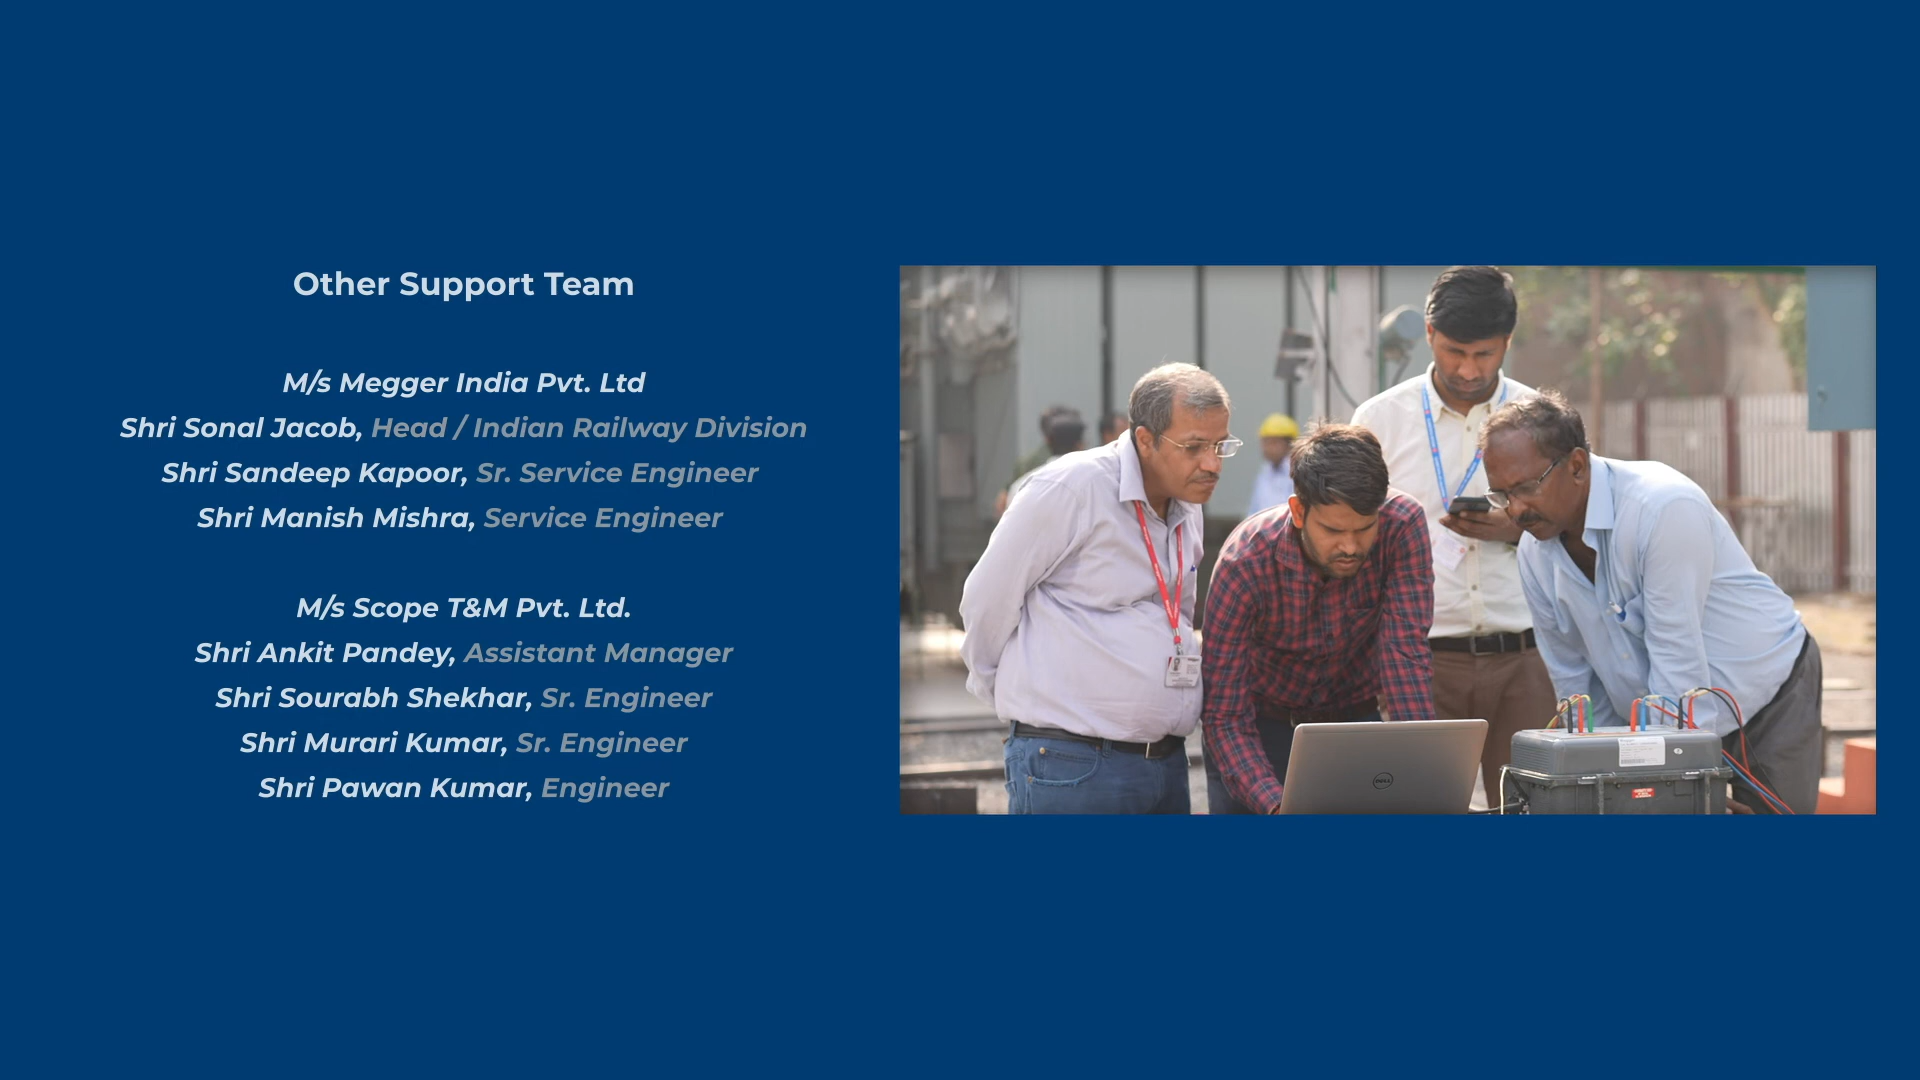 Other Support Team
M/s Megger India Pvt. Ltd
Shri Sonal Jacob, Head / Indian Railway Division
Shri Sandeep Kapoor, Sr. Service Engineer
Shri Manish Mishra, Service Engineer
M/s Scope T&M Pvt. Ltd.
Shri Ankit Pandey, Assistant Manager
Shri Sourabh Shekhar, Sr. Engineer
Shri Murari Kumar, Sr. Engineer
Shri Pawan Kumar, Engineer
DELL